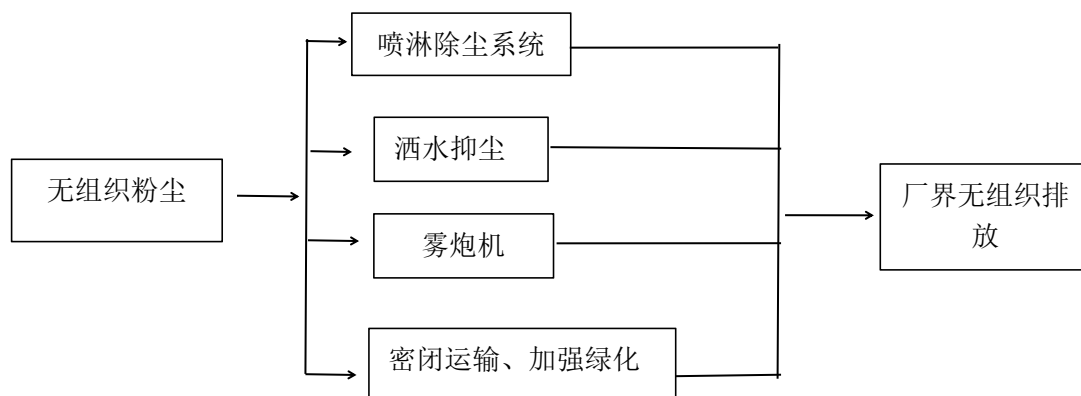 喷淋除尘系统
洒水抑尘
无组织粉尘
雾炮机
密闭运输、加强绿化
厂界无组织排
放